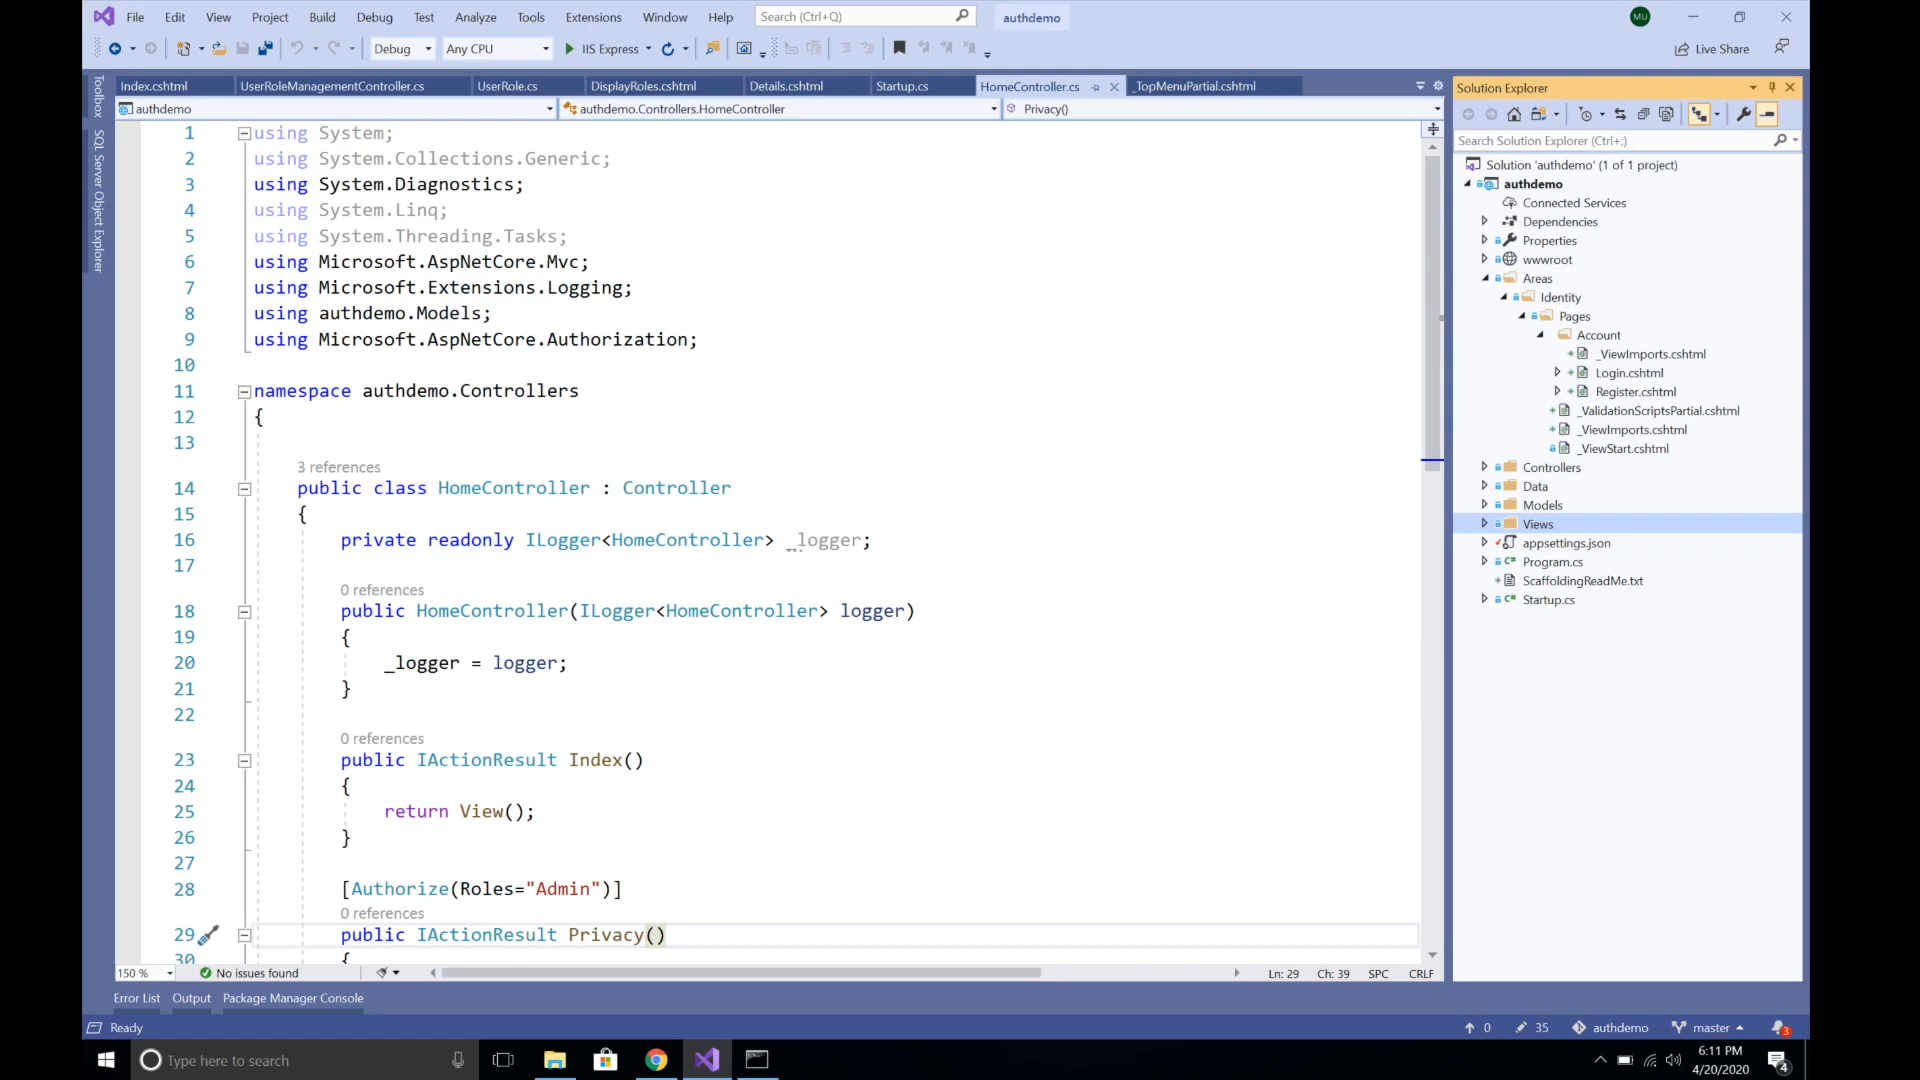 File Edit View Project Build Debug Test Analyze Tools Extensions Window Help Search (Ctrl+Q) authdemo MU
Debug Any CPU IIS Express Live Share
Toolbox
SQL Server Object Explorer
Index.cshtml UserRoleManagementController.cs UserRole.cs DisplayRoles.cshtml Details.cshtml Startup.cs HomeController.cs _TopMenuPartial.cshtml
authdemo authdemo.Controllers.HomeController Privacy()
1 using System;
2 using System.Collections.Generic;
3 using System.Diagnostics;
4 using System.Linq;
5 using System.Threading.Tasks;
6 using Microsoft.AspNetCore.Mvc;
7 using Microsoft.Extensions.Logging;
8 using authdemo.Models;
9 using Microsoft.AspNetCore.Authorization;
10
11 namespace authdemo.Controllers
12 {
13
3 references
14 public class HomeController : Controller
15 {
16 private readonly ILogger<HomeController> _logger;
17
0 references
18 public HomeController(ILogger<HomeController> logger)
19 {
20 _logger = logger;
21 }
22
0 references
23 public IActionResult Index()
24 {
25 return View();
26 }
27
28 [Authorize(Roles="Admin")]
0 references
29 public IActionResult Privacy()
30 {
150 % No issues found Ln: 29 Ch: 39 SPC CRLF
Solution Explorer
Search Solution Explorer (Ctrl+;)
Solution 'authdemo' (1 of 1 project)
authdemo
Connected Services
Dependencies
Properties
wwwroot
Areas
Identity
Pages
Account
_ViewImports.cshtml
Login.cshtml
Register.cshtml
_ValidationScriptsPartial.cshtml
_ViewImports.cshtml
_ViewStart.cshtml
Controllers
Data
Models
Views
appsettings.json
C# Program.cs
ScaffoldingReadMe.txt
C# Startup.cs
Error List Output Package Manager Console
Ready 0 35 authdemo master 3
Type here to search 6:11 PM
4/20/2020 4